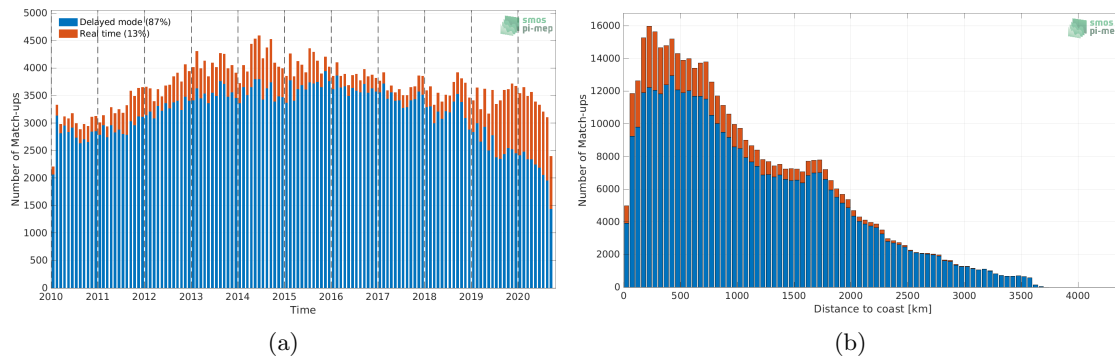 Delayed mode (87%)
Real time (13%)
smos
pi-mep
5000
4500
4000
3500
3000
2500
2000
1500
1000
500
0
Number of Match-ups
2010 2011 2012 2013 2014 2015 2016 2017 2018 2019 2020
Time
(a)
smos
pi-mep
16000
14000
12000
10000
8000
6000
4000
2000
0
Number of Match-ups
0 500 1000 1500 2000 2500 3000 3500 4000
Distance to coast [km]
(b)